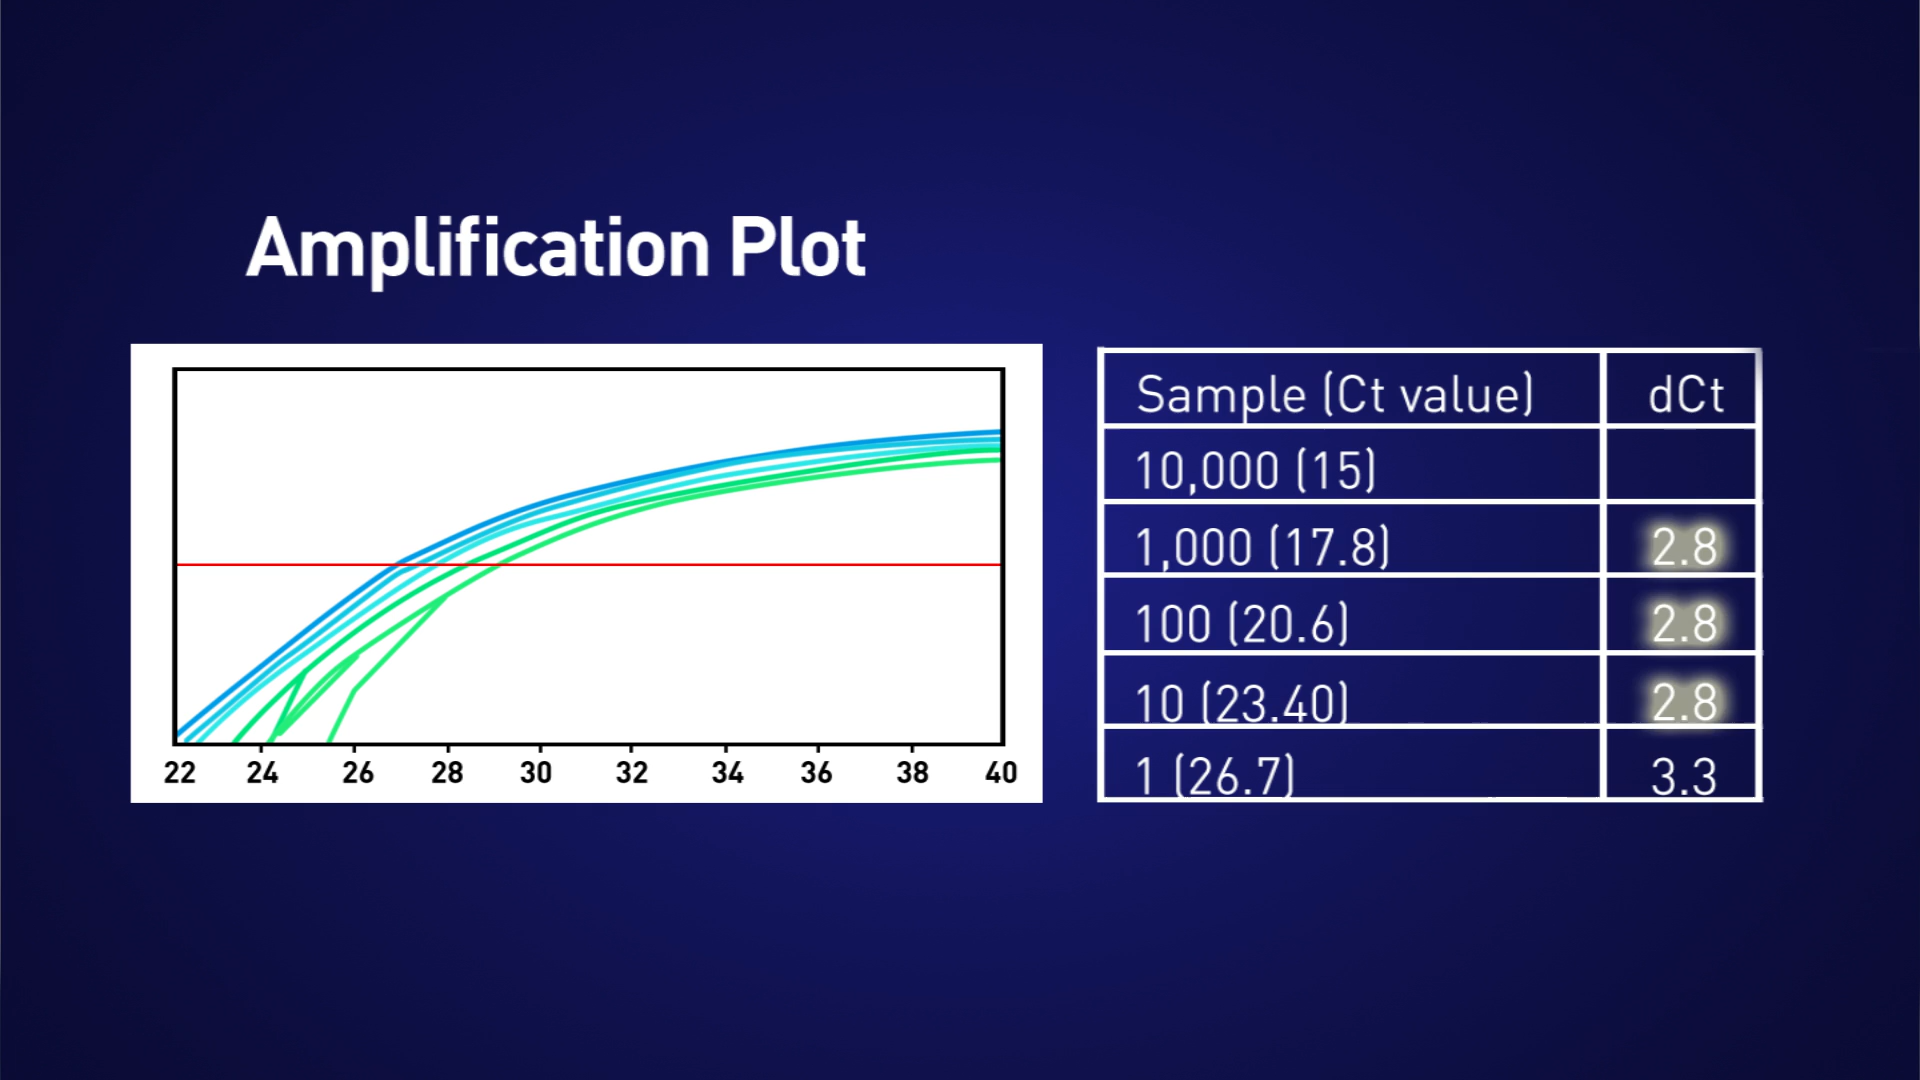 Amplification Plot
22 24 26 28 30 32 34 36 38 40
Sample (Ct value) dCt
10,000 (15)
1,000 (17.8) 2.8
100 (20.6) 2.8
10 (23.40) 2.8
1 (26.7) 3.3